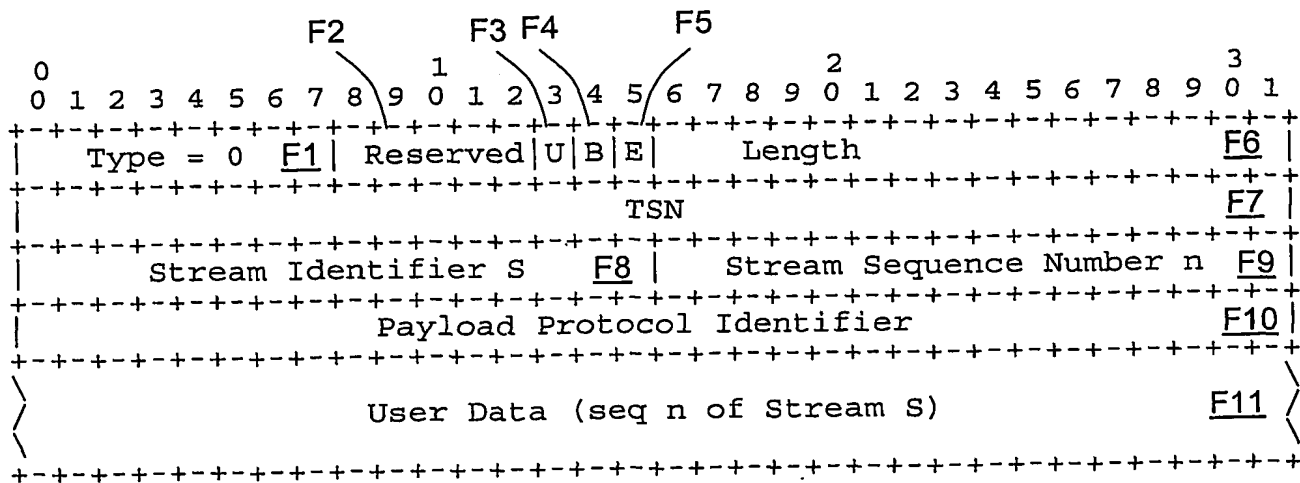 F2 F3 F4 F5
0 1 2 3
0 1 2 3 4 5 6 7 8 9 0 1 2 3 4 5 6 7 8 9 0 1 2 3 4 5 6 7 8 9 0 1
+-+-+-+-+-+-+-+-+-+-+-+-+-+-+-+-+-+-+-+-+-+-+-+-+-+-+-+-+-+-+-+-+
| Type = 0 F1 | Reserved|U|B|E| Length F6 |
+-+-+-+-+-+-+-+-+-+-+-+-+-+-+-+-+-+-+-+-+-+-+-+-+-+-+-+-+-+-+-+-+
| TSN F7 |
+-+-+-+-+-+-+-+-+-+-+-+-+-+-+-+-+-+-+-+-+-+-+-+-+-+-+-+-+-+-+-+-+
| Stream Identifier S F8 | Stream Sequence Number n F9 |
+-+-+-+-+-+-+-+-+-+-+-+-+-+-+-+-+-+-+-+-+-+-+-+-+-+-+-+-+-+-+-+-+
| Payload Protocol Identifier F10 |
+-+-+-+-+-+-+-+-+-+-+-+-+-+-+-+-+-+-+-+-+-+-+-+-+-+-+-+-+-+-+-+-+
\ \
/ User Data (seq n of Stream S) F11 /
\ \
+-+-+-+-+-+-+-+-+-+-+-+-+-+-+-+-+-+-+-+-+-+-+-+-+-+-+-+-+-+-+-+-+